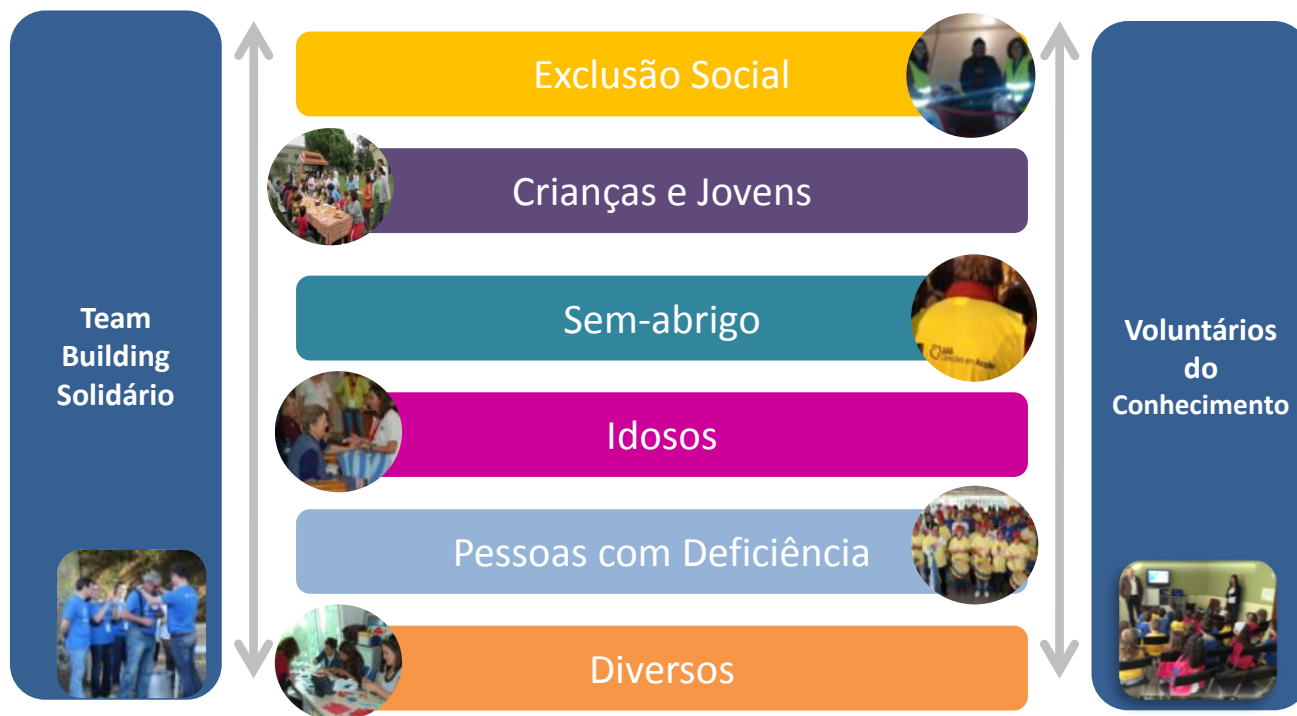 Team
Building
Solidário
Exclusão Social
Crianças e Jovens
Sem-abrigo
Idosos
Pessoas com Deficiência
Diversos
Voluntários
do
Conhecimento